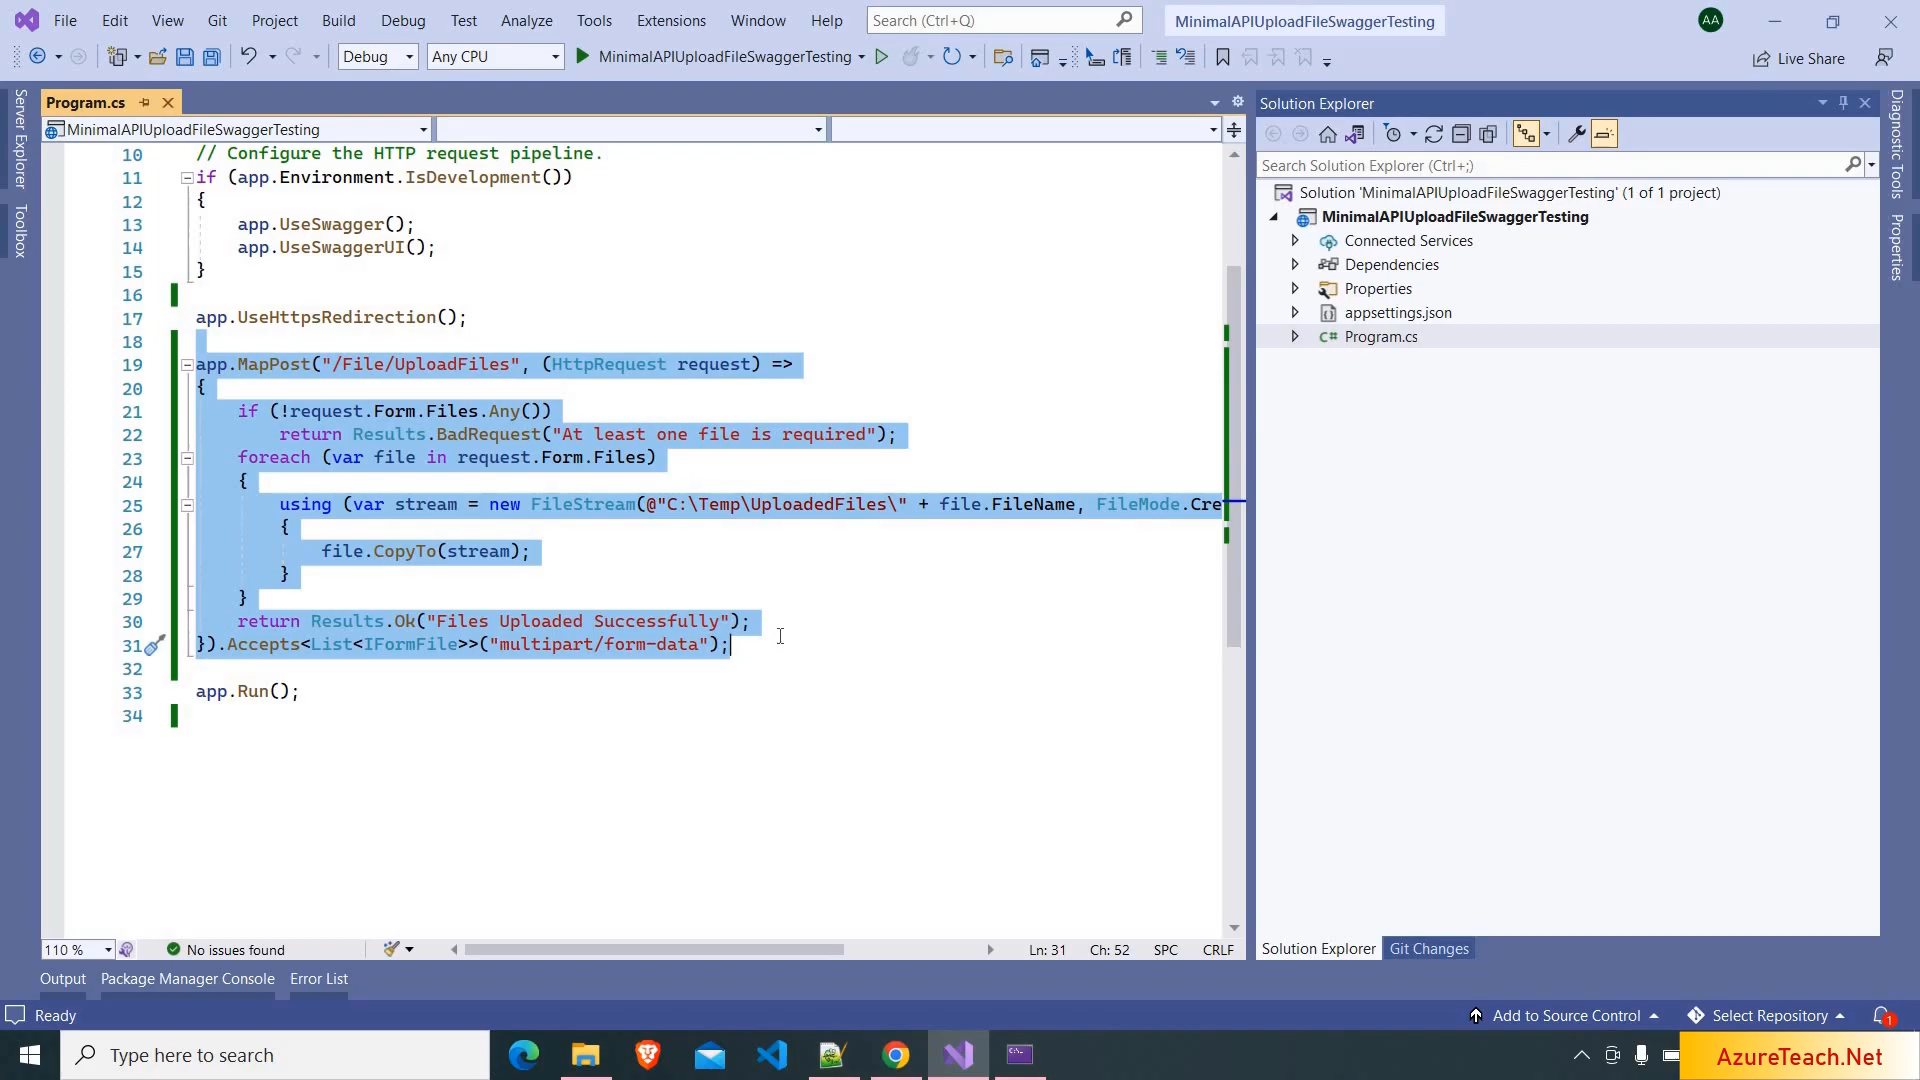 File Edit View Git Project Build Debug Test Analyze Tools Extensions Window Help Search (Ctrl+Q) MinimalAPIUploadFileSwaggerTesting AA
Debug Any CPU MinimalAPIUploadFileSwaggerTesting Live Share
Server Explorer
Toolbox
Program.cs
MinimalAPIUploadFileSwaggerTesting
10 // Configure the HTTP request pipeline.
11 if (app.Environment.IsDevelopment())
12 {
13 app.UseSwagger();
14 app.UseSwaggerUI();
15 }
16
17 app.UseHttpsRedirection();
18
19 app.MapPost("/File/UploadFiles", (HttpRequest request) =>
20 {
21 if (!request.Form.Files.Any())
22 return Results.BadRequest("At least one file is required");
23 foreach (var file in request.Form.Files)
24 {
25 using (var stream = new FileStream(@"C:\Temp\UploadedFiles\" + file.FileName, FileMode.Cre
26 {
27 file.CopyTo(stream);
28 }
29 }
30 return Results.Ok("Files Uploaded Successfully");
31 }).Accepts<List<IFormFile>>("multipart/form-data");
32
33 app.Run();
34
110 % No issues found Ln: 31 Ch: 52 SPC CRLF
Solution Explorer
Search Solution Explorer (Ctrl+;)
Solution 'MinimalAPIUploadFileSwaggerTesting' (1 of 1 project)
MinimalAPIUploadFileSwaggerTesting
Connected Services
Dependencies
Properties
appsettings.json
C# Program.cs
Solution Explorer Git Changes
Diagnostic Tools
Properties
Output Package Manager Console Error List
Ready Add to Source Control Select Repository 1
Type here to search
AzureTeach.Net